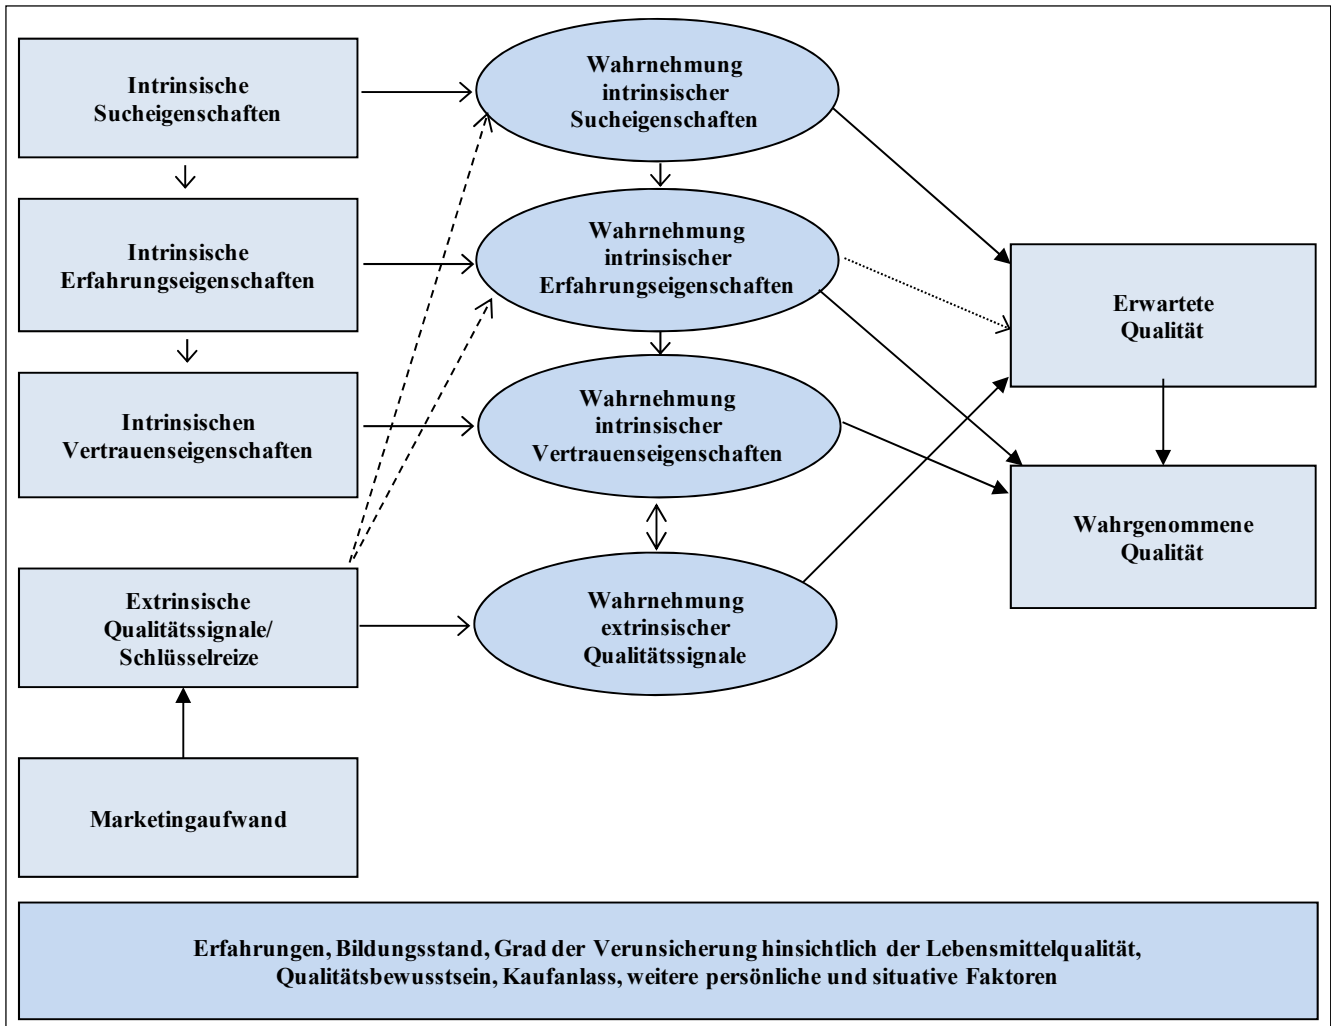 Intrinsische
Sucheigenschaften
Wahrnehmung
intrinsischer
Sucheigenschaften
Intrinsische
Erfahrungseigenschaften
Wahrnehmung
intrinsischer
Erfahrungseigenschaften
Erwartete
Qualität
Intrinsischen
Vertrauenseigenschaften
Wahrnehmung
intrinsischer
Vertrauenseigenschaften
Wahrgenommene
Qualität
Extrinsische
Qualitätssignale/
Schlüsselreize
Wahrnehmung
extrinsischer
Qualitätssignale
Marketingaufwand
Erfahrungen, Bildungsstand, Grad der Verunsicherung hinsichtlich der Lebensmittelqualität,
Qualitätsbewusstsein, Kaufanlass, weitere persönliche und situative Faktoren